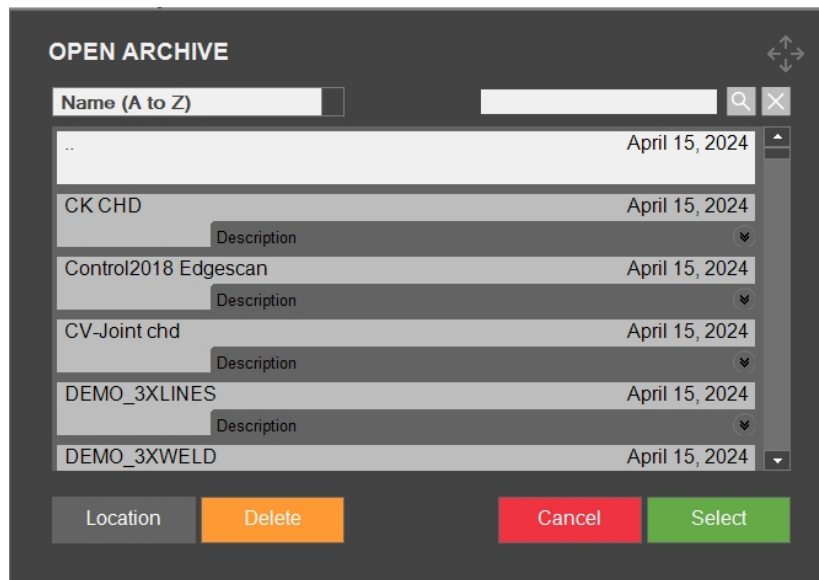 OPEN ARCHIVE
Name (A to Z)
.. April 15, 2024
CK CHD April 15, 2024
Description
Control2018 Edgescan April 15, 2024
Description
CV-Joint chd April 15, 2024
Description
DEMO_3XLINES April 15, 2024
Description
DEMO_3XWELD April 15, 2024
Location Delete Cancel Select